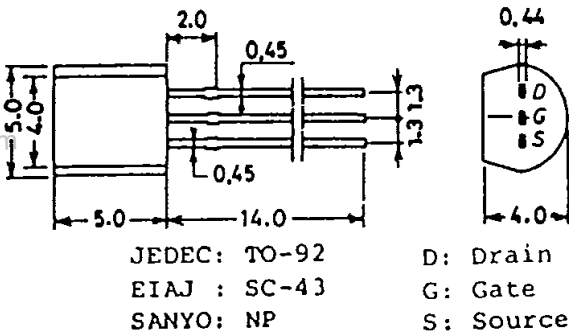 2.0
0,45
0.44
5.0
4.0
1.3
1.3
D
G
S
0,45
5.0
14.0
4.0
JEDEC: TO-92
EIAJ : SC-43
SANYO: NP
D: Drain
G: Gate
S: Source